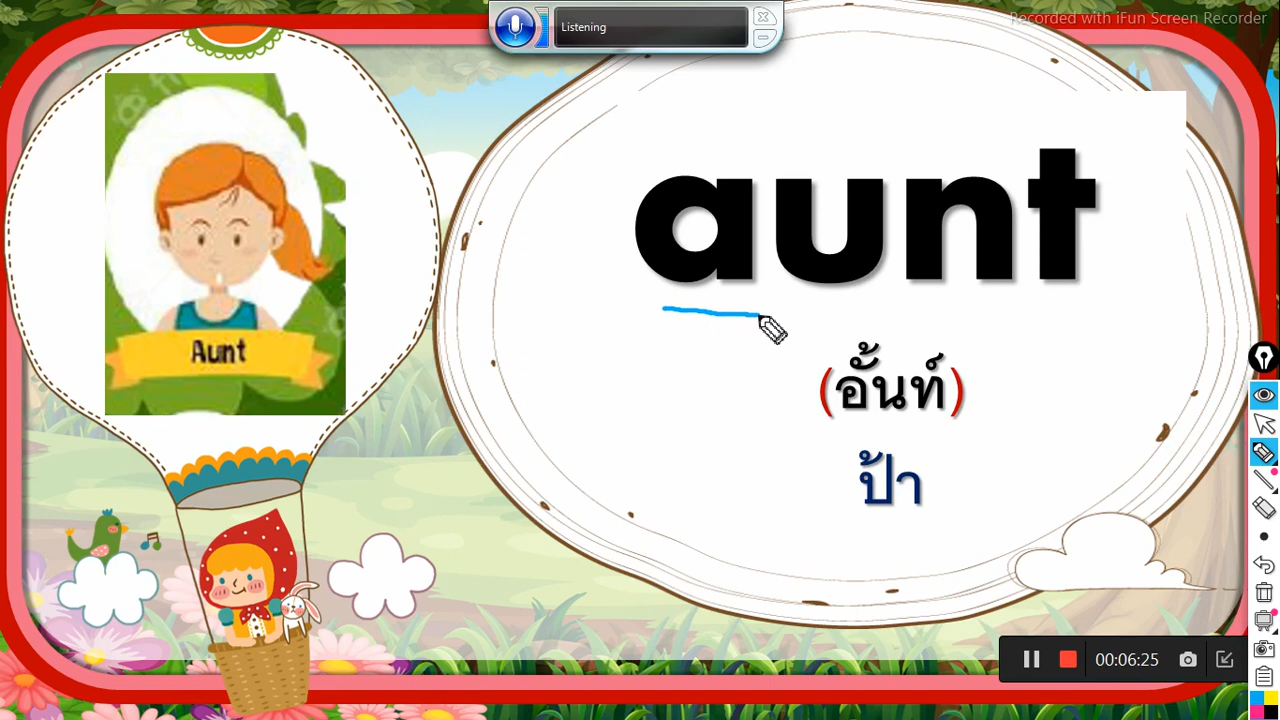 Recorded with iFun Screen Recorder
Listening
aunt
Aunt
(อั้นท์)
ป้า
00:06:25